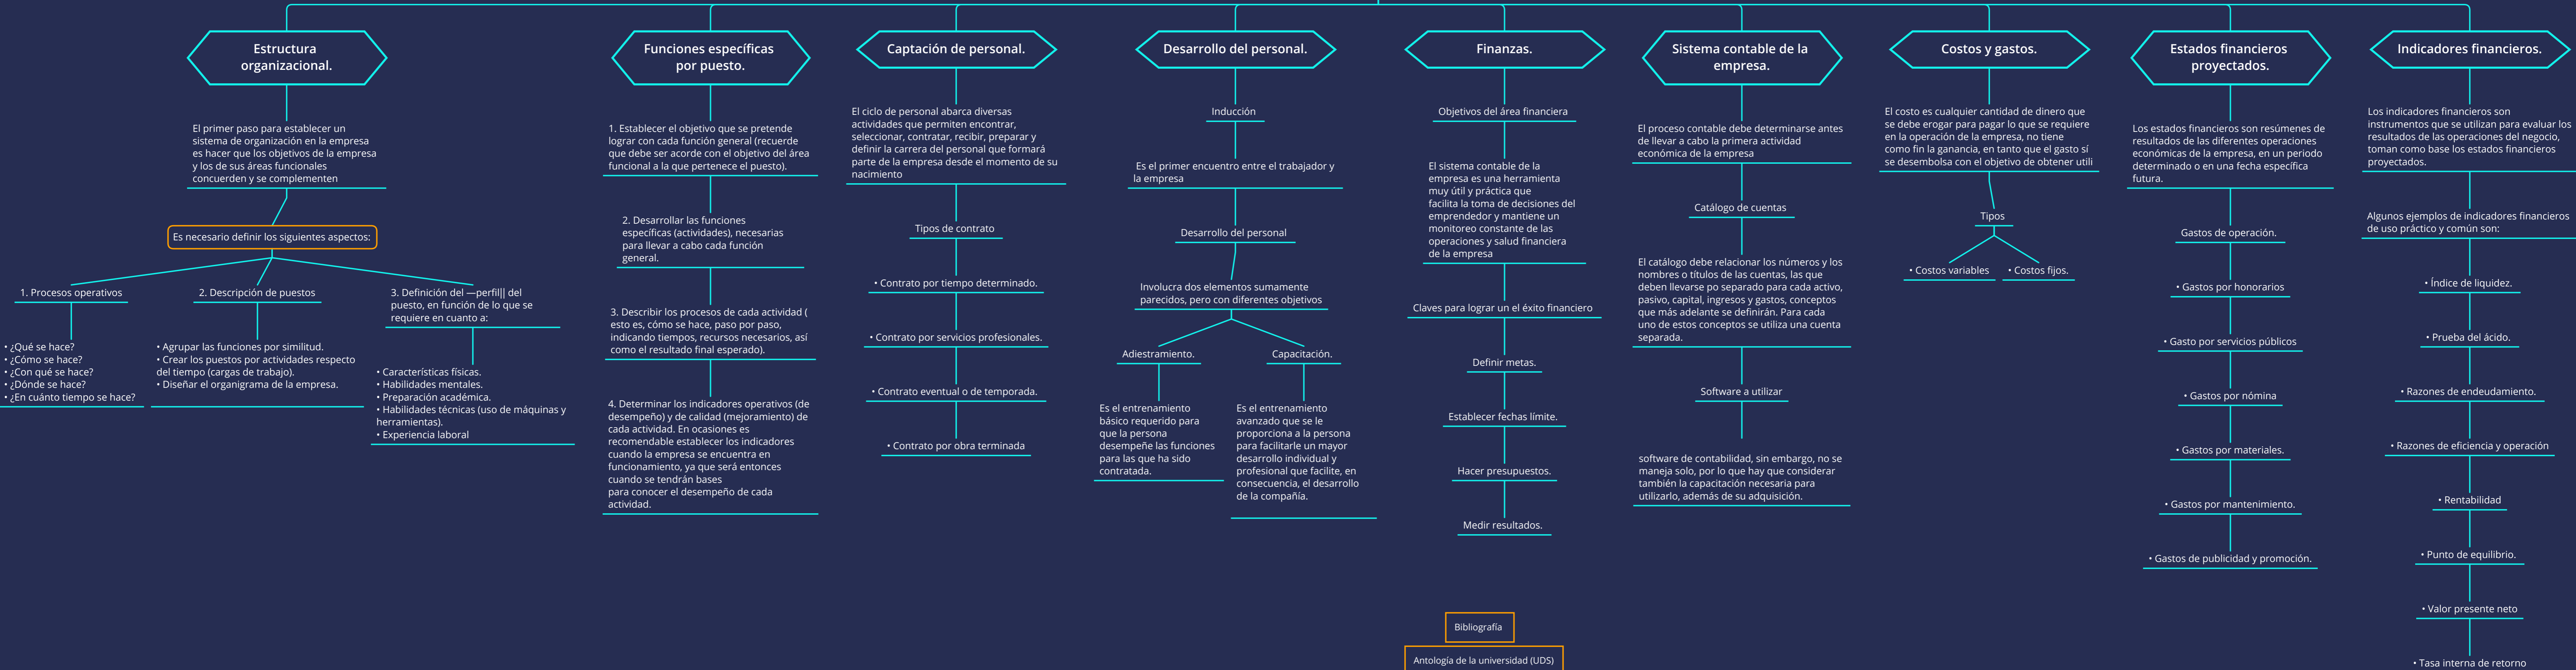 Estructura
organizacional.
El primer paso para establecer un
sistema de organización en la empresa
es hacer que los objetivos de la empresa
y los de sus áreas funcionales
concuerden y se complementen
Es necesario definir los siguientes aspectos:
1. Procesos operativos
• ¿Qué se hace?
• ¿Cómo se hace?
• ¿Con qué se hace?
• ¿Dónde se hace?
• ¿En cuánto tiempo se hace?
2. Descripción de puestos
• Agrupar las funciones por similitud.
• Crear los puestos por actividades respecto
del tiempo (cargas de trabajo).
• Diseñar el organigrama de la empresa.
3. Definición del —perfil|| del
puesto, en función de lo que se
requiere en cuanto a:
• Características físicas.
• Habilidades mentales.
• Preparación académica.
• Habilidades técnicas (uso de máquinas y
herramientas).
• Experiencia laboral
Funciones específicas
por puesto.
1. Establecer el objetivo que se pretende
lograr con cada función general (recuerde
que debe ser acorde con el objetivo del área
funcional a la que pertenece el puesto).
2. Desarrollar las funciones
específicas (actividades), necesarias
para llevar a cabo cada función
general.
3. Describir los procesos de cada actividad (
esto es, cómo se hace, paso por paso,
indicando tiempos, recursos necesarios, así
como el resultado final esperado).
4. Determinar los indicadores operativos (de
desempeño) y de calidad (mejoramiento) de
cada actividad. En ocasiones es
recomendable establecer los indicadores
cuando la empresa se encuentra en
funcionamiento, ya que será entonces
cuando se tendrán bases
para conocer el desempeño de cada
actividad.
Captación de personal.
El ciclo de personal abarca diversas
actividades que permiten encontrar,
seleccionar, contratar, recibir, preparar y
definir la carrera del personal que formará
parte de la empresa desde el momento de su
nacimiento
Tipos de contrato
• Contrato por tiempo determinado.
• Contrato por servicios profesionales.
• Contrato eventual o de temporada.
• Contrato por obra terminada
Desarrollo del personal.
Inducción
Es el primer encuentro entre el trabajador y
la empresa
Desarrollo del personal
Involucra dos elementos sumamente
parecidos, pero con diferentes objetivos
Adiestramiento.
Es el entrenamiento
básico requerido para
que la persona
desempeñe las funciones
para las que ha sido
contratada.
Capacitación.
Es el entrenamiento
avanzado que se le
proporciona a la persona
para facilitarle un mayor
desarrollo individual y
profesional que facilite, en
consecuencia, el desarrollo
de la compañía.
Finanzas.
Objetivos del área financiera
El sistema contable de la
empresa es una herramienta
muy útil y práctica que
facilita la toma de decisiones del
emprendedor y mantiene un
monitoreo constante de las
operaciones y salud financiera
de la empresa
Claves para lograr un el éxito financiero
Definir metas.
Establecer fechas límite.
Hacer presupuestos.
Medir resultados.
Sistema contable de la
empresa.
El proceso contable debe determinarse antes
de llevar a cabo la primera actividad
económica de la empresa
Catálogo de cuentas
El catálogo debe relacionar los números y los
nombres o títulos de las cuentas, las que
deben llevarse po separado para cada activo,
pasivo, capital, ingresos y gastos, conceptos
que más adelante se definirán. Para cada
uno de estos conceptos se utiliza una cuenta
separada.
Software a utilizar
software de contabilidad, sin embargo, no se
maneja solo, por lo que hay que considerar
también la capacitación necesaria para
utilizarlo, además de su adquisición.
Costos y gastos.
El costo es cualquier cantidad de dinero que
se debe erogar para pagar lo que se requiere
en la operación de la empresa, no tiene
como fin la ganancia, en tanto que el gasto sí
se desembolsa con el objetivo de obtener utili
Tipos
• Costos variables
• Costos fijos.
Estados financieros
proyectados.
Los estados financieros son resúmenes de
resultados de las diferentes operaciones
económicas de la empresa, en un periodo
determinado o en una fecha específica
futura.
Gastos de operación.
• Gastos por honorarios
• Gasto por servicios públicos
• Gastos por nómina
• Gastos por materiales.
• Gastos por mantenimiento.
• Gastos de publicidad y promoción.
Indicadores financieros.
Los indicadores financieros son
instrumentos que se utilizan para evaluar los
resultados de las operaciones del negocio,
toman como base los estados financieros
proyectados.
Algunos ejemplos de indicadores financieros
de uso práctico y común son:
• Índice de liquidez.
• Prueba del ácido.
• Razones de endeudamiento.
• Razones de eficiencia y operación
• Rentabilidad
• Punto de equilibrio.
• Valor presente neto
• Tasa interna de retorno
Bibliografía
Antología de la universidad (UDS)